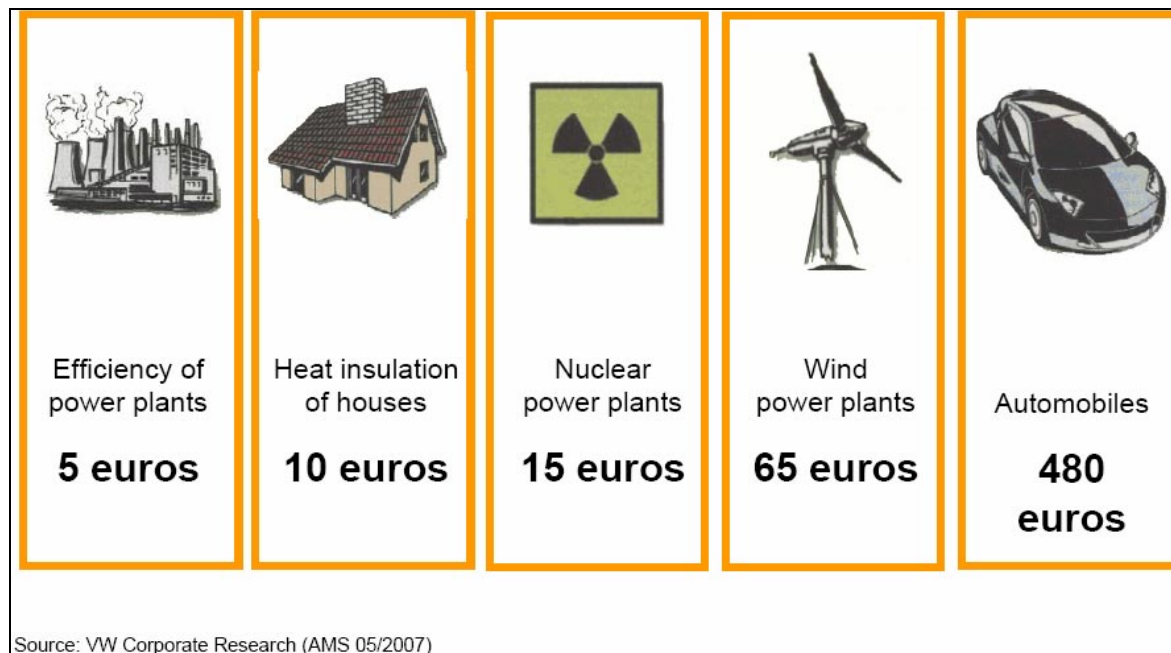 Efficiency of
power plants
5 euros
Heat insulation
of houses
10 euros
Nuclear
power plants
15 euros
Wind
power plants
65 euros
Automobiles
480
euros
Source: VW Corporate Research (AMS 05/2007)